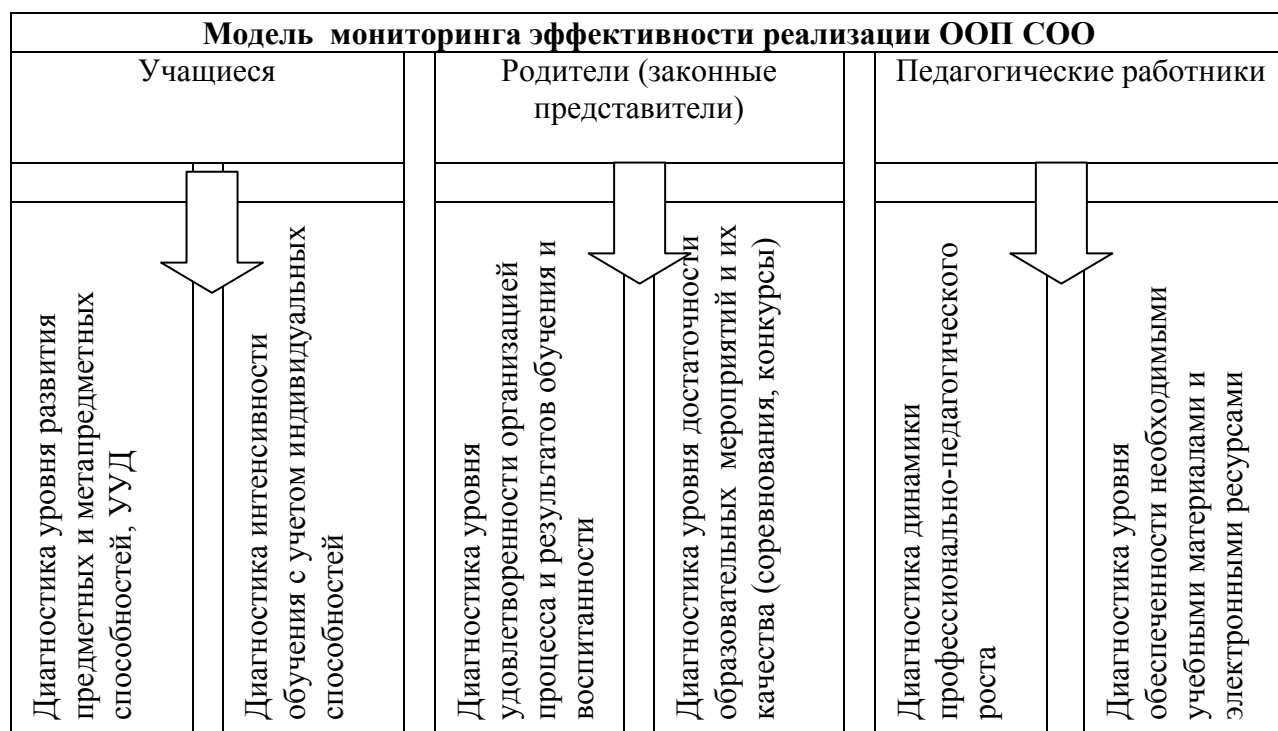 Модель мониторинга эффективности реализации ООП СОО
Учащиеся
Родители (законные
представители)
Педагогические работники
Диагностика уровня развития
предметных и метапредметных
способностей, УУД
Диагностика интенсивности
обучения с учетом индивидуальных
способностей
Диагностика уровня
удовлетворенности организацией
процесса и результатов обучения и
воспитанности
Диагностика уровня достаточности
образовательных мероприятий и их
качества (соревнования, конкурсы)
Диагностика динамики
профессионально-педагогического
роста
Диагностика уровня
обеспеченности необходимыми
учебными материалами и
электронными ресурсами